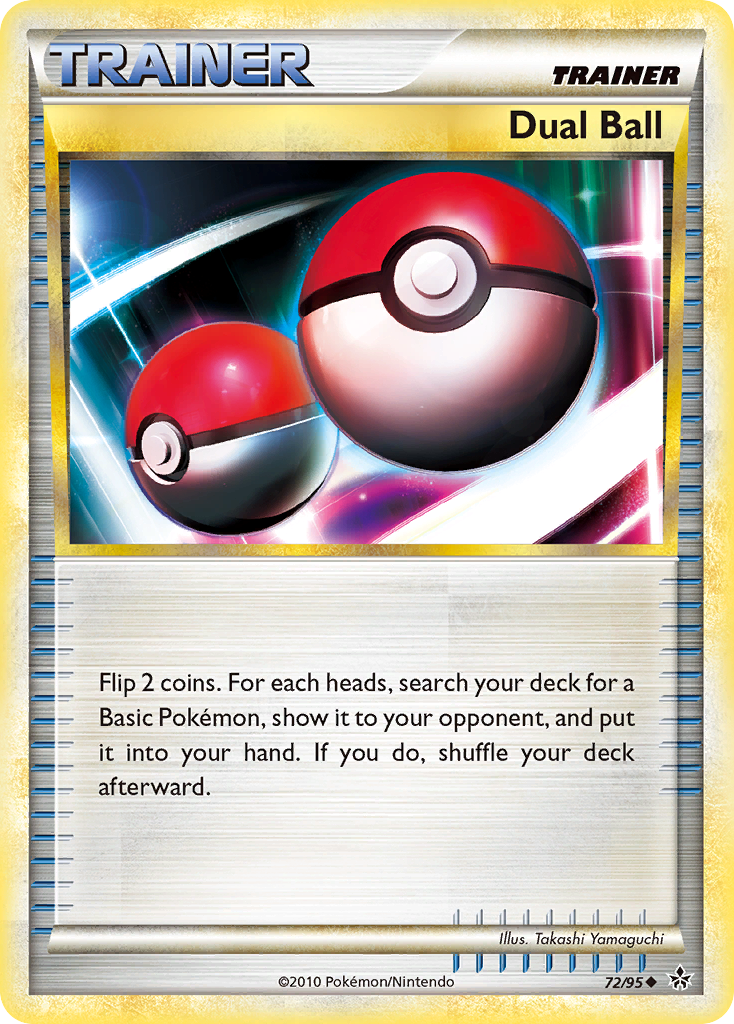 TRAINER
TRAINER
Dual Ball
Flip 2 coins. For each heads, search your deck for a
Basic Pokémon, show it to your opponent, and put
it into your hand. If you do, shuffle your deck
afterward.
Illus. Takashi Yamaguchi
©2010 Pokémon/Nintendo
72/95